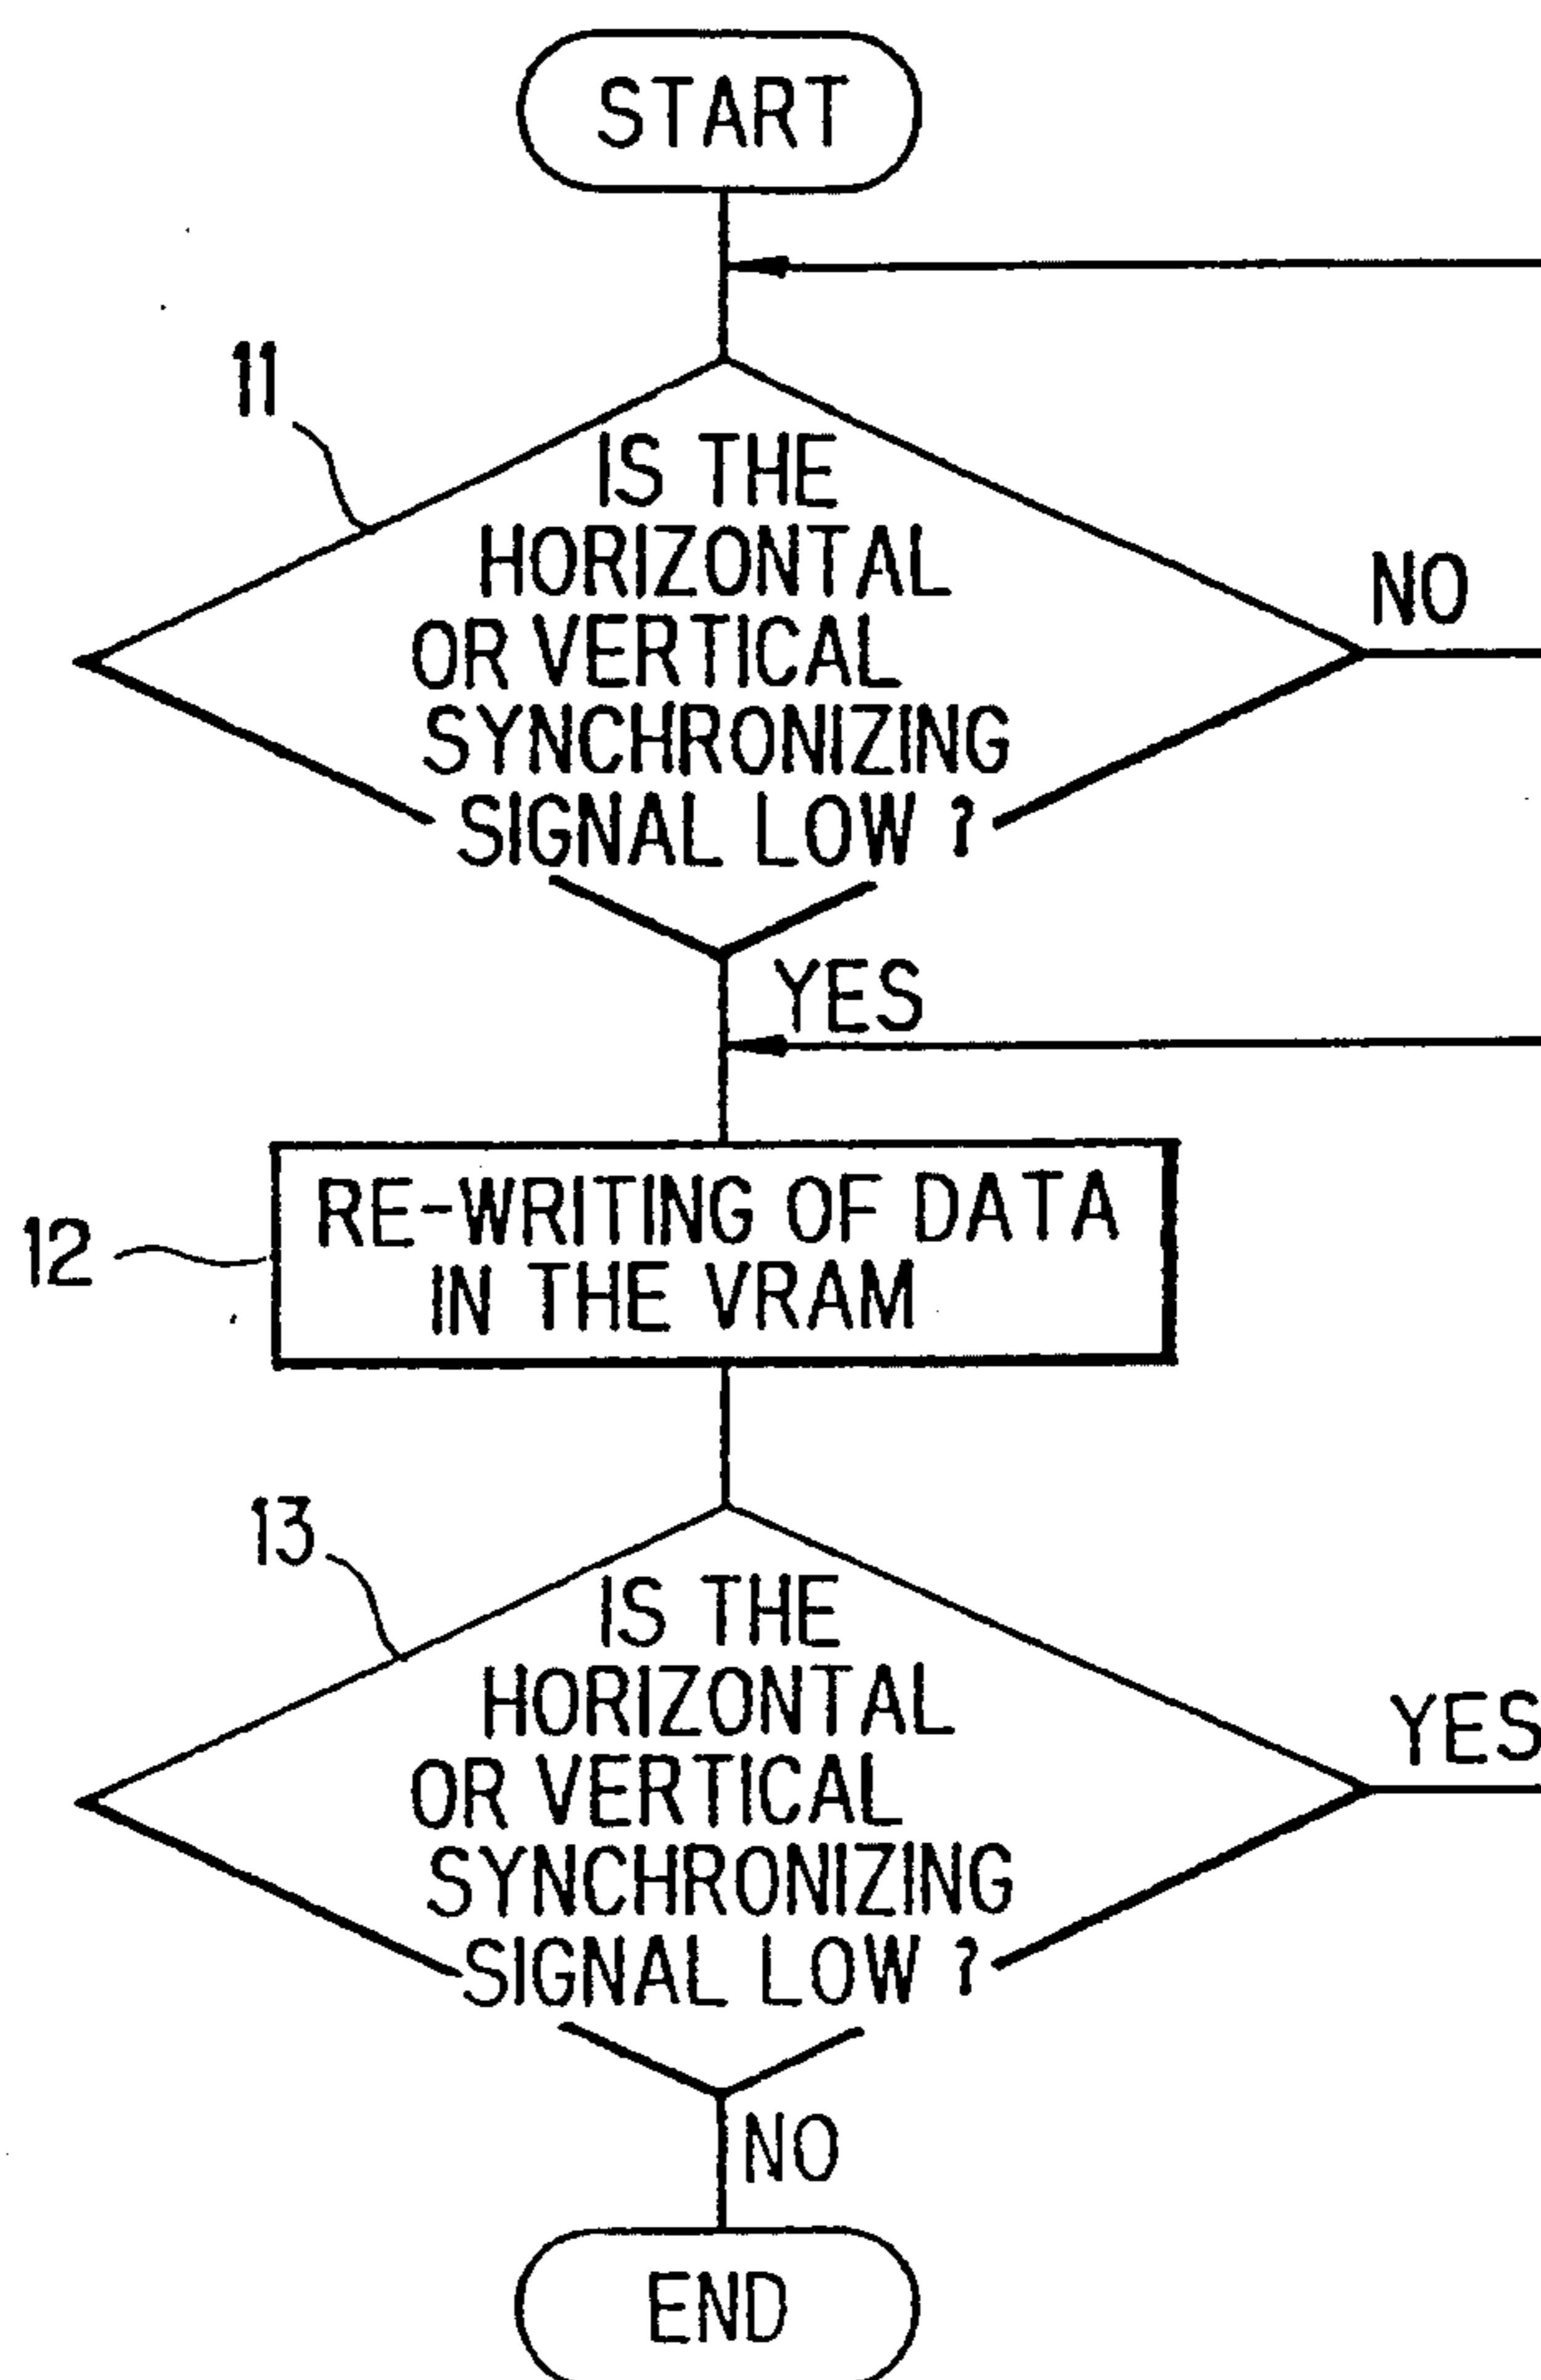 START
11
IS THE
HORIZONTAL
OR VERTICAL
SYNCHRONIZING
SIGNAL LOW ?
NO
YES
12
RE-WRITING OF DATA
IN THE VRAM
13
IS THE
HORIZONTAL
OR VERTICAL
SYNCHRONIZING
SIGNAL LOW ?
YES
NO
END